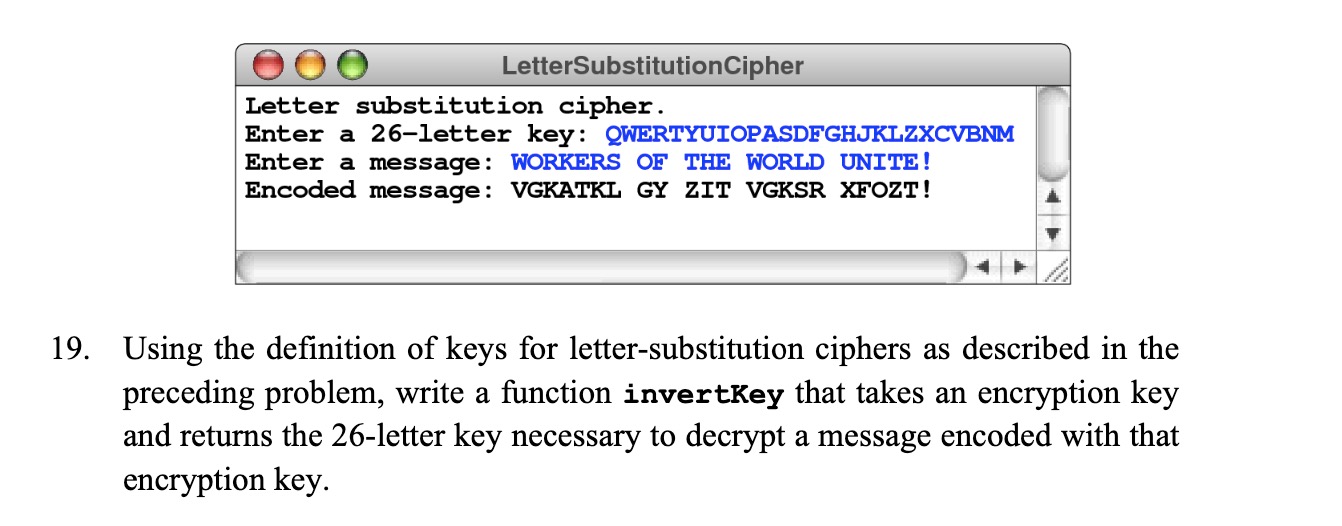 LetterSubstitutionCipher
Letter substitution cipher.
Enter a 26–letter key: QWERTYUIOPASDFGHJKLZXCVBNM
Enter a message: WORKERS OF THE WORLD UNITE!
Encoded message: VGKATKL GY ZIT VGKSR XFOZT!
19. Using the definition of keys for letter-substitution ciphers as described in the
preceding problem, write a function invertKey that takes an encryption key
and returns the 26-letter key necessary to decrypt a message encoded with that
encryption key.